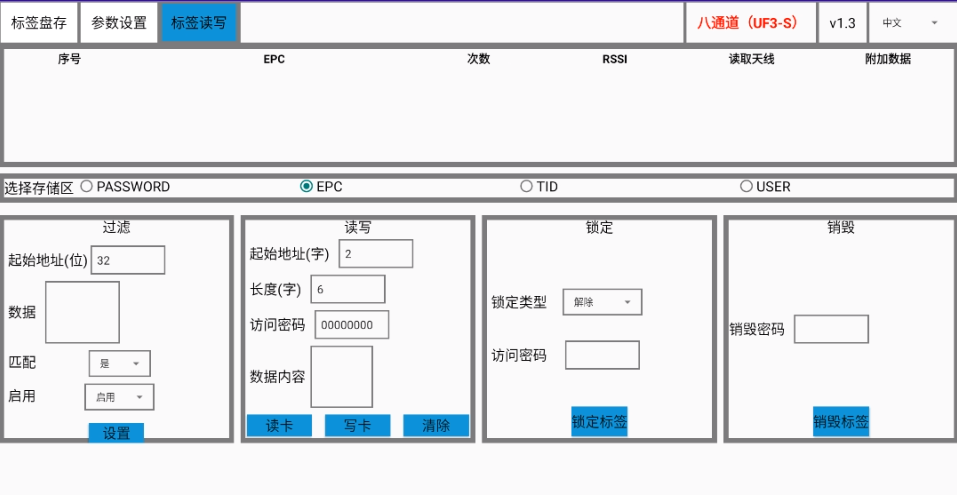 标签盘存 参数设置 标签读写 八通道（UF3-S） v1.3 中文
序号 EPC 次数 RSSI 读取天线 附加数据
选择存储区 PASSWORD EPC TID USER
过滤
起始地址(位) 32
数据
匹配 是
启用 启用
设置
读写
起始地址(字) 2
长度(字) 6
访问密码 00000000
数据内容
读卡 写卡 清除
锁定
锁定类型 解除
访问密码
锁定标签
销毁
销毁密码
销毁标签